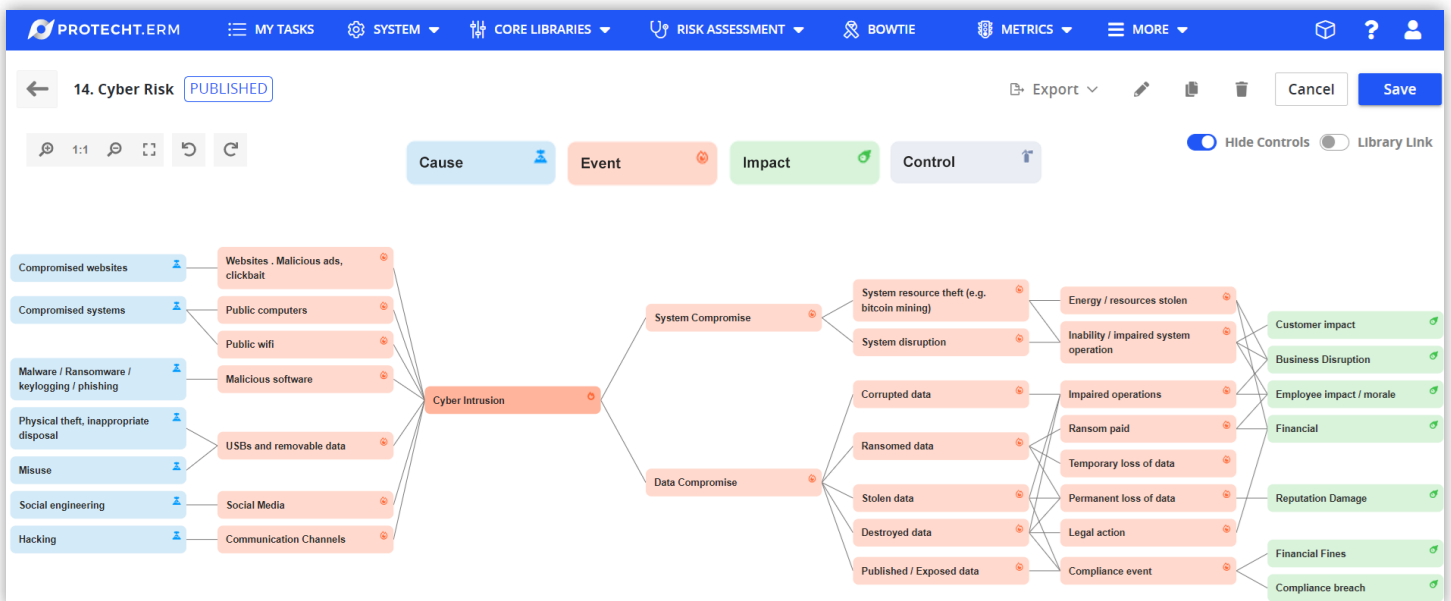 PROTECHT.ERM
MY TASKS
SYSTEM
CORE LIBRARIES
RISK ASSESSMENT
BOWTIE
METRICS
MORE
?
14. Cyber Risk
PUBLISHED
Export
Cancel
Save
1:1
Hide Controls
Library Link
Cause
Event
Impact
Control
Compromised websites
Compromised systems
Malware / Ransomware /
keylogging / phishing
Physical theft, inappropriate
disposal
Misuse
Social engineering
Hacking
Websites . Malicious ads,
clickbait
Public computers
Public wifi
Malicious software
USBs and removable data
Social Media
Communication Channels
Cyber Intrusion
System Compromise
Data Compromise
System resource theft (e.g.
bitcoin mining)
System disruption
Corrupted data
Ransomed data
Stolen data
Destroyed data
Published / Exposed data
Energy / resources stolen
Inability / impaired system
operation
Impaired operations
Ransom paid
Temporary loss of data
Permanent loss of data
Legal action
Compliance event
Customer impact
Business Disruption
Employee impact / morale
Financial
Reputation Damage
Financial Fines
Compliance breach